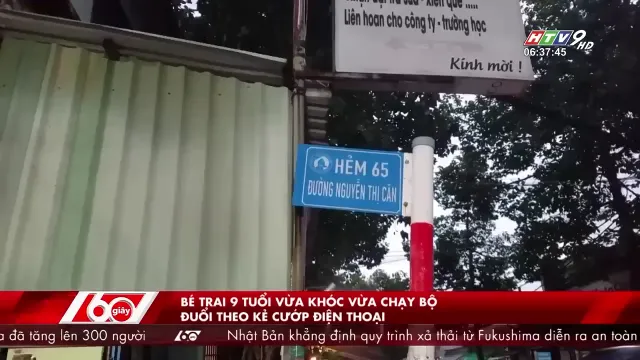 Liên hoan cho công ty - trường học
Kính mời !
HTV9 HD
06:37:45
HẺM 65
ĐƯỜNG NGUYỄN THỊ CĂN
60 giây
BÉ TRAI 9 TUỔI VỪA KHÓC VỪA CHẠY BỘ
ĐUỔI THEO KẺ CƯỚP ĐIỆN THOẠI
a đã tăng lên 300 người 60 giây Nhật Bản khẳng định quy trình xả thải từ Fukushima diễn ra an toàn